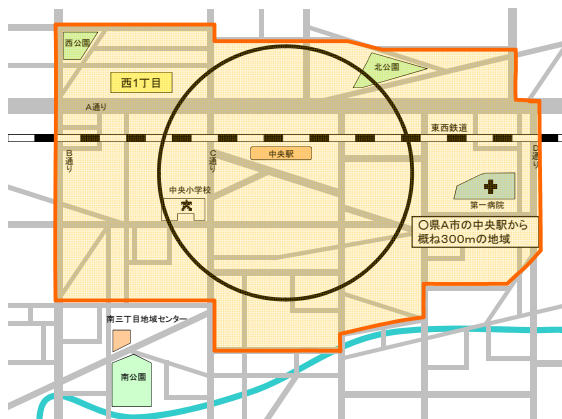 西公園
北公園
西1丁目
A通り
東西鉄道
B通り
C通り
中央駅
D通り
中央小学校
第一病院
〇県A市の中央駅から
概ね300mの地域
南三丁目地域センター
南公園